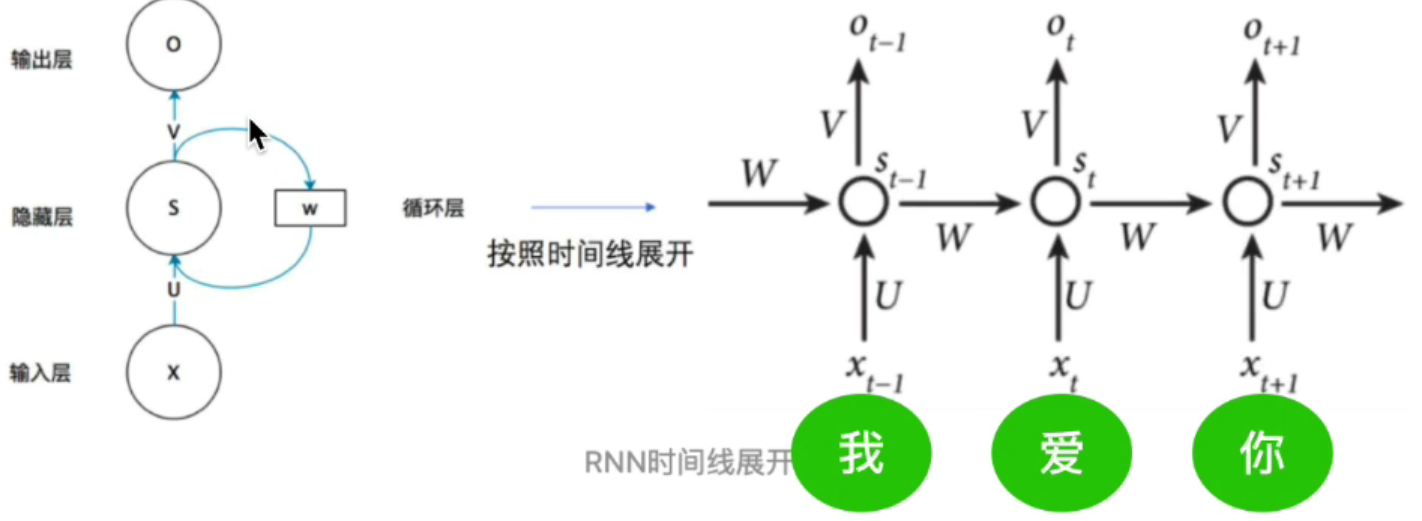 输出层
O
V
隐藏层
S
w
循环层
U
输入层
X
按照时间线展开
o_{t-1} o_t o_{t+1}
V V V
W s_{t-1} s_t s_{t+1}
W W W
U U U
x_{t-1} x_t x_{t+1}
RNN时间线展开 我 爱 你